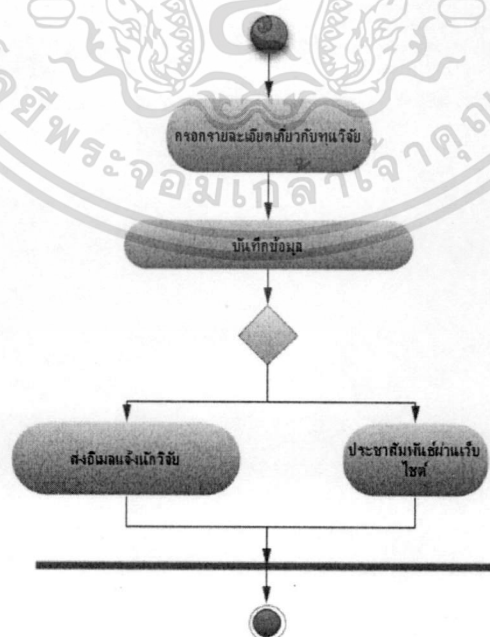 กรอกรายละเอียดเกี่ยวกับทุนวิจัย
บันทึกข้อมูล
ส่งอีเมลแจ้งนักวิจัย
ประชาสัมพันธ์ผ่านเว็บ
ไซต์